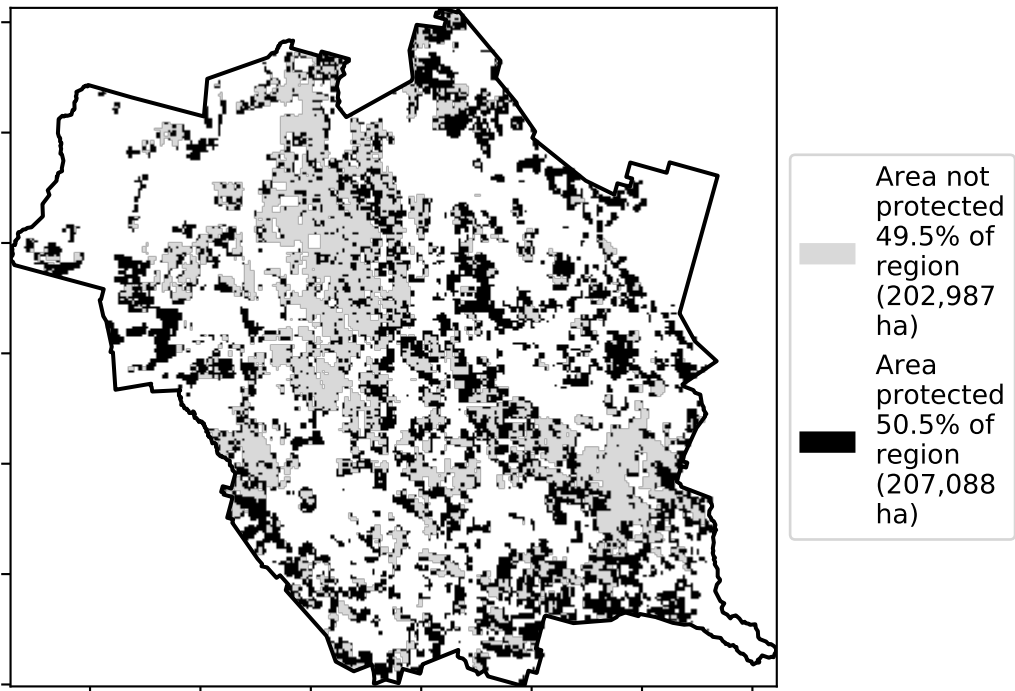 Area not
protected
49.5% of
region
(202,987
ha)
Area
protected
50.5% of
region
(207,088
ha)